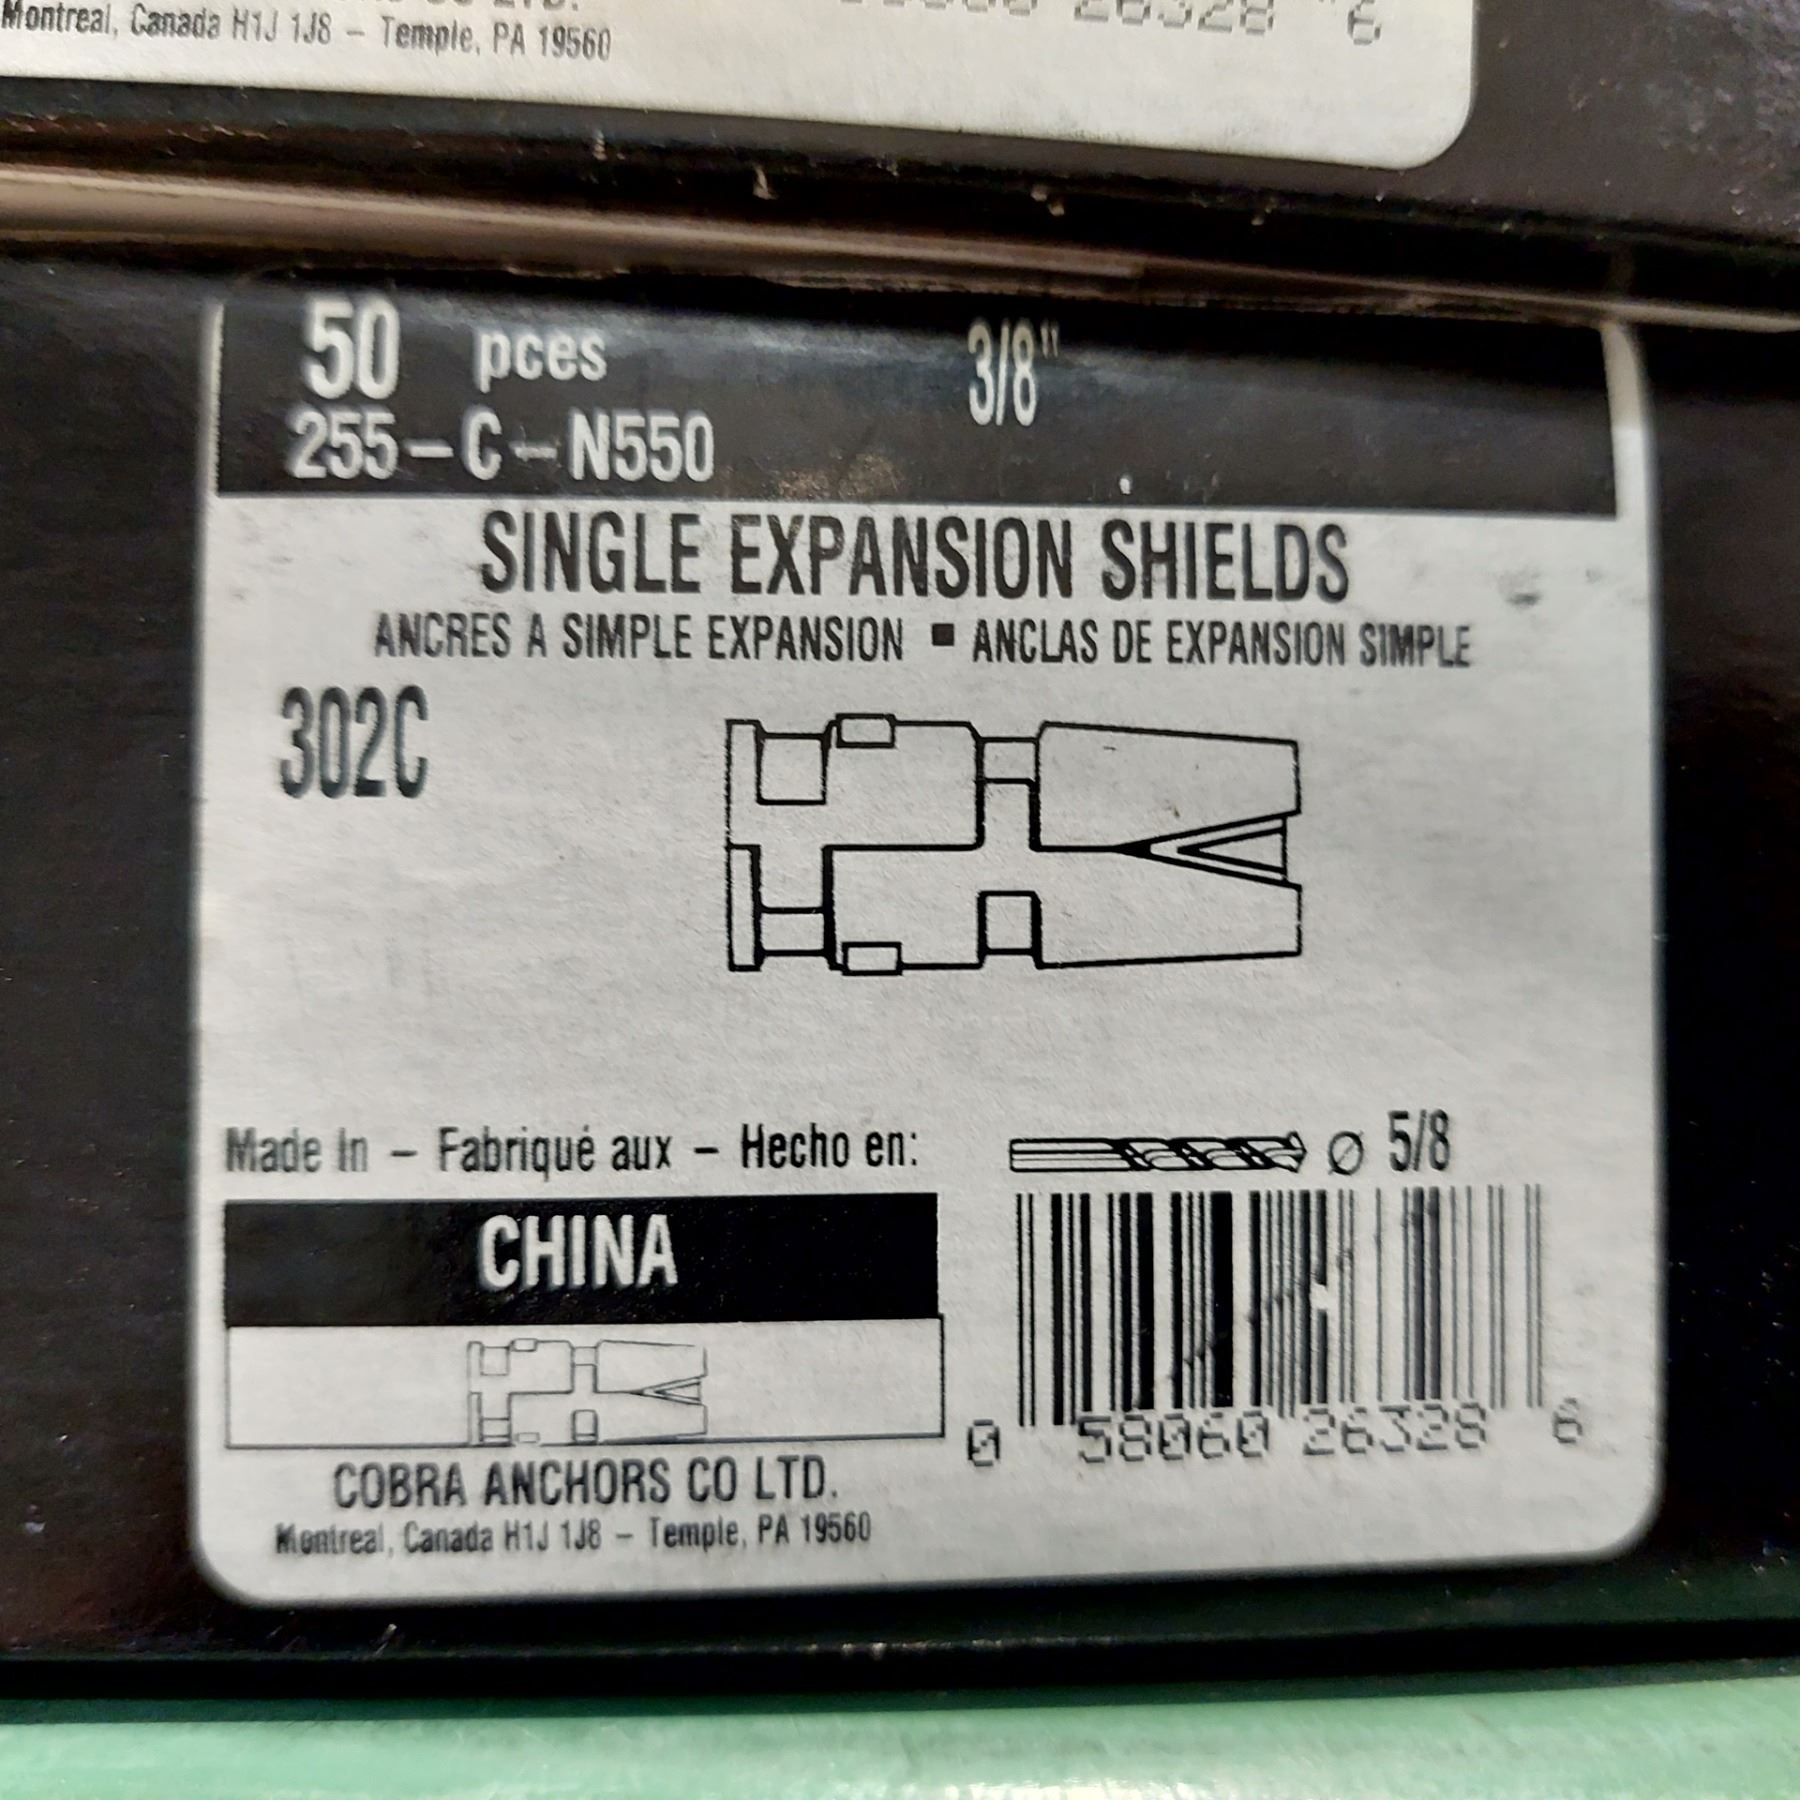 Montreal, Canada H1J 1J8 – Temple, PA 19560
26328 6
50 pces 3/8"
255-C-N550
SINGLE EXPANSION SHIELDS
ANCRES A SIMPLE EXPANSION ■ ANCLAS DE EXPANSION SIMPLE
302C
Made In – Fabriqué aux – Hecho en:
Ø 5/8
CHINA
0 58060 26328 6
COBRA ANCHORS CO LTD.
Montreal, Canada H1J 1J8 – Temple, PA 19560